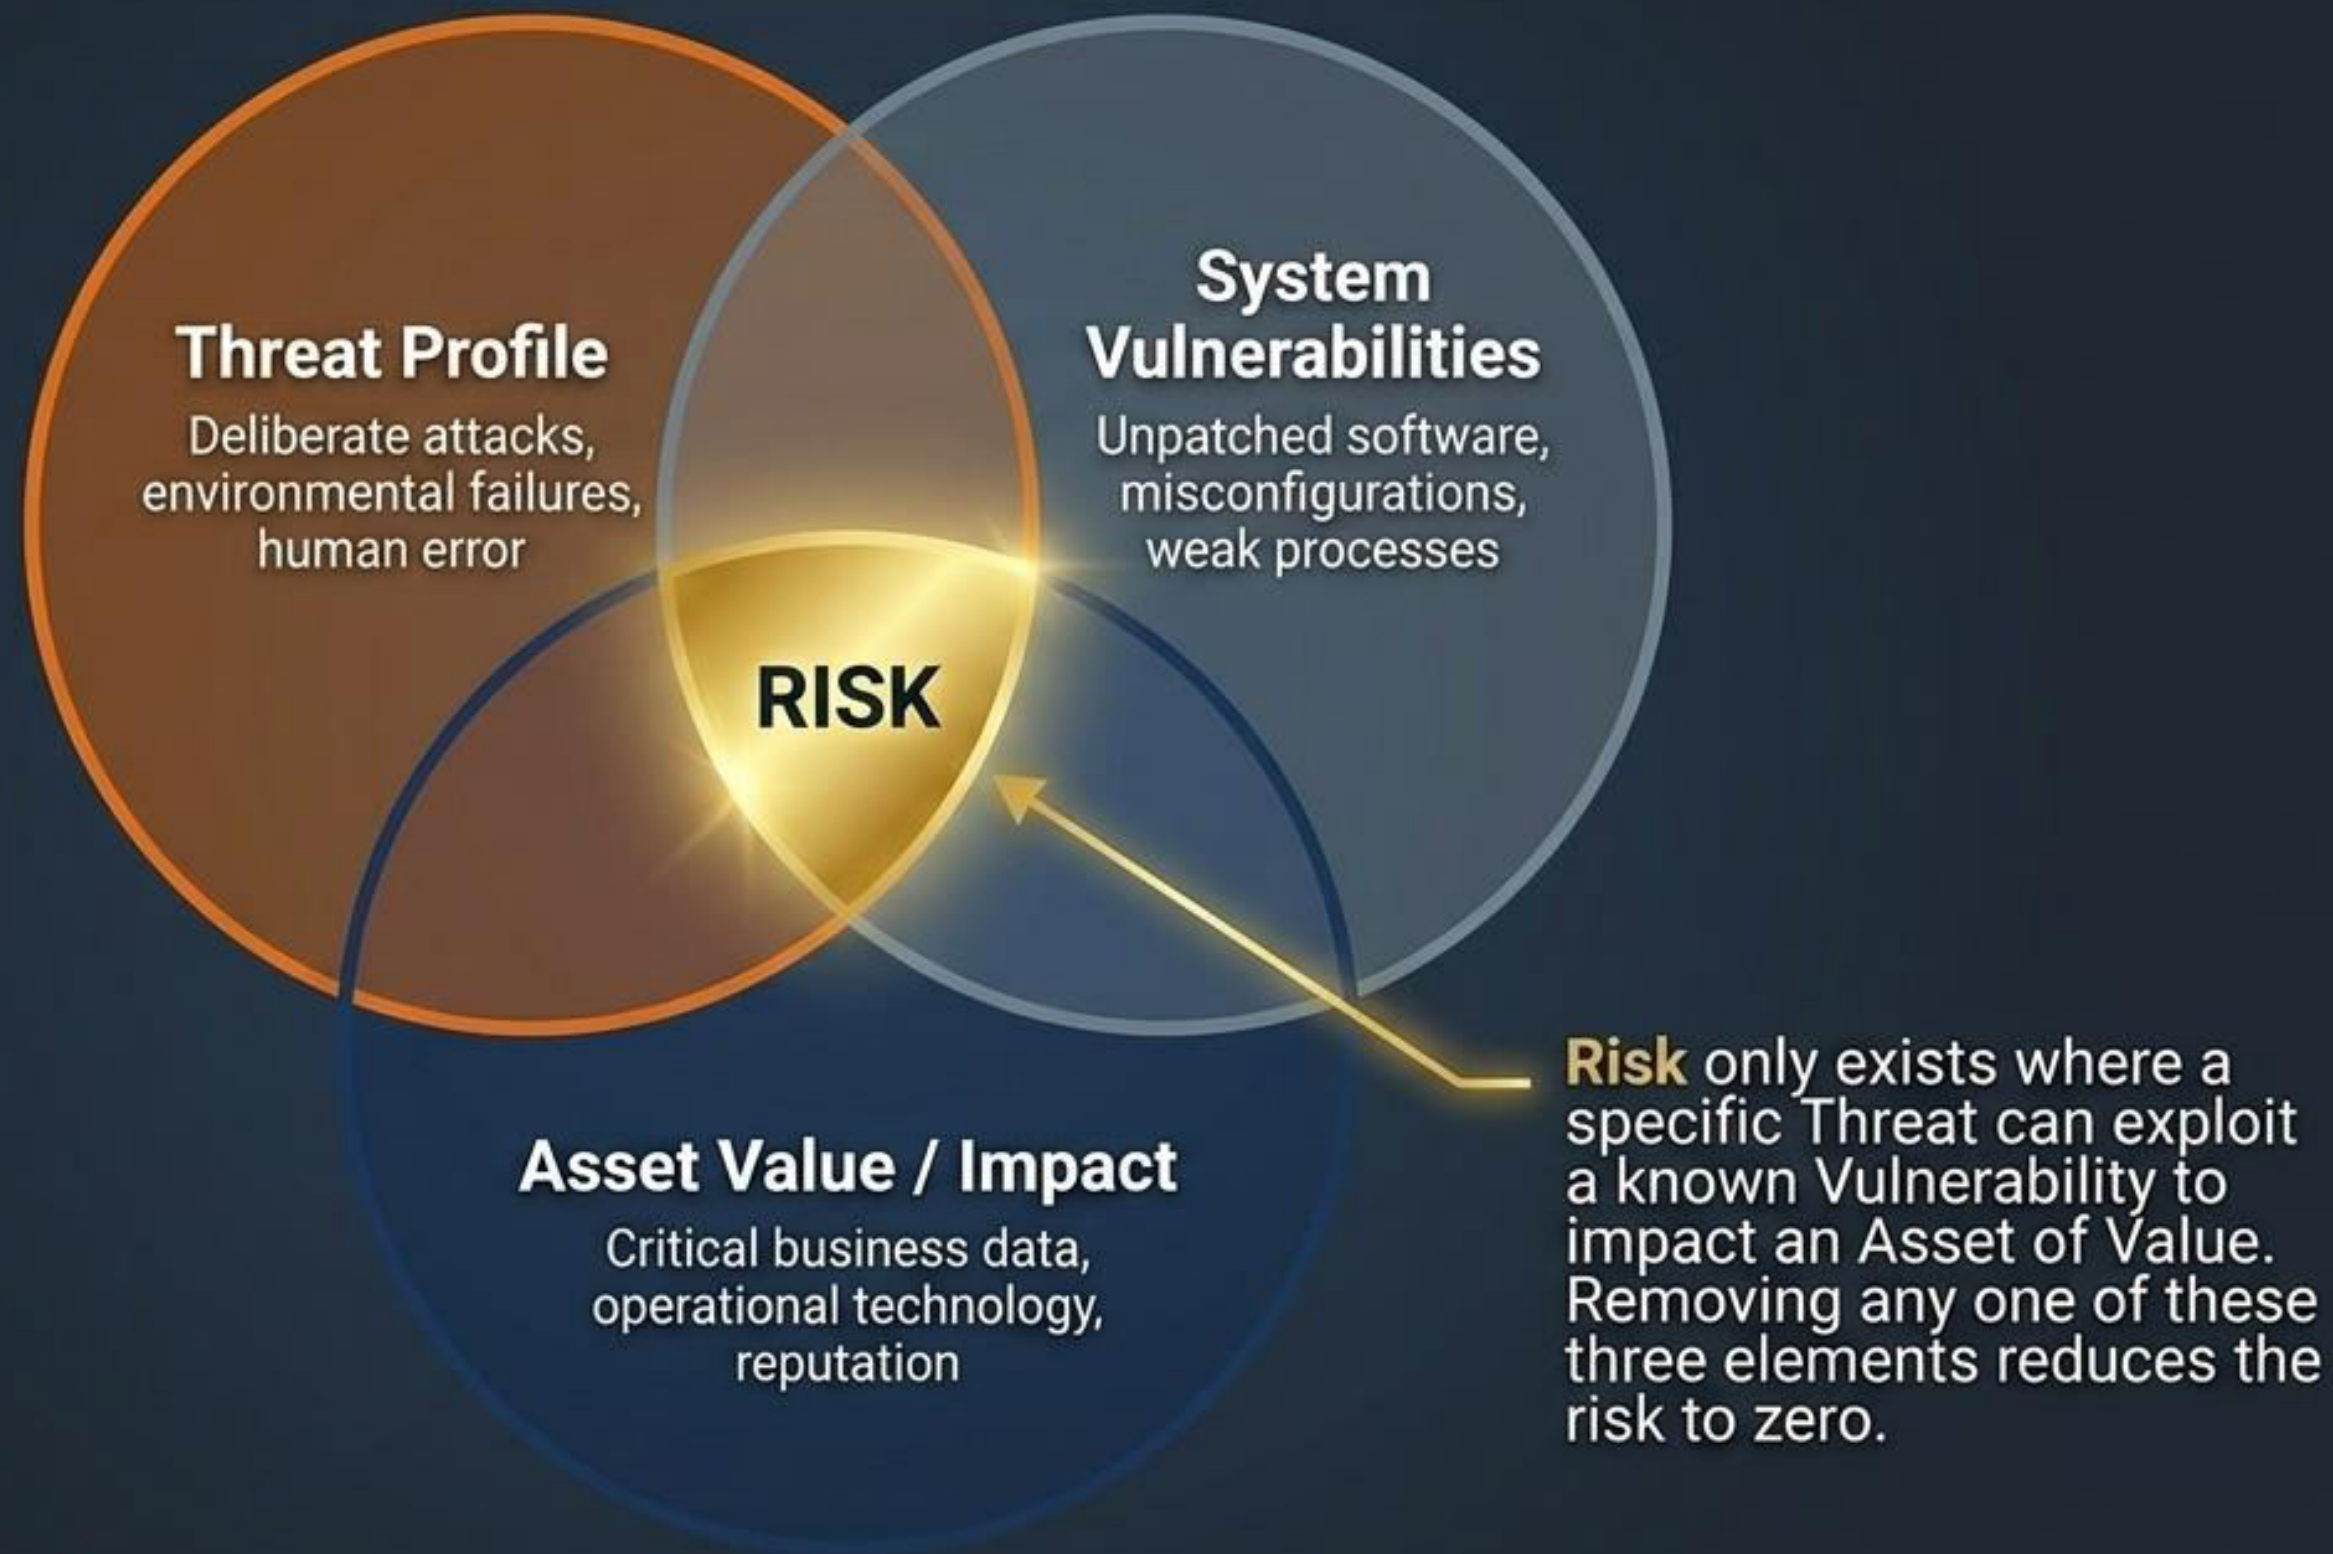 Threat Profile
Deliberate attacks,
environmental failures,
human error
System
Vulnerabilities
Unpatched software,
misconfigurations,
weak processes
RISK
Asset Value / Impact
Critical business data,
operational technology,
reputation
Risk only exists where a
specific Threat can exploit
a known Vulnerability to
impact an Asset of Value.
Removing any one of these
three elements reduces the
risk to zero.